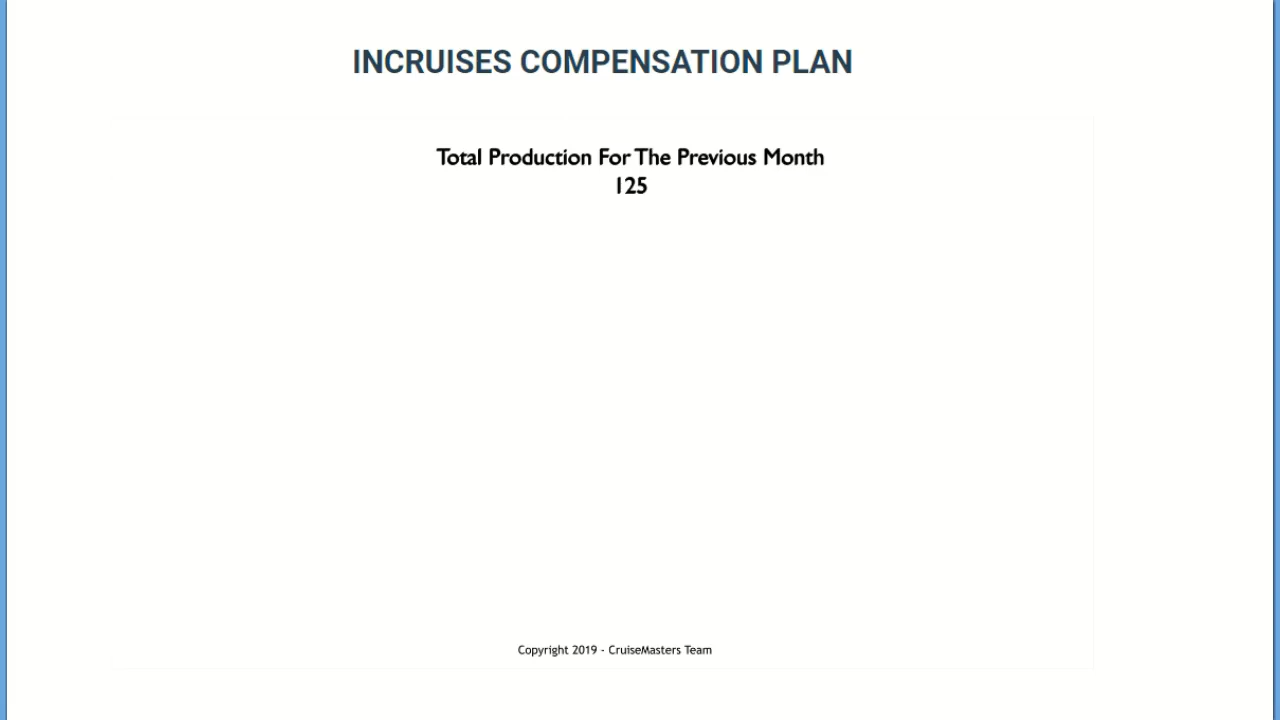 INCRUISES COMPENSATION PLAN
Total Production For The Previous Month
125
Copyright 2019 - CruiseMasters Team